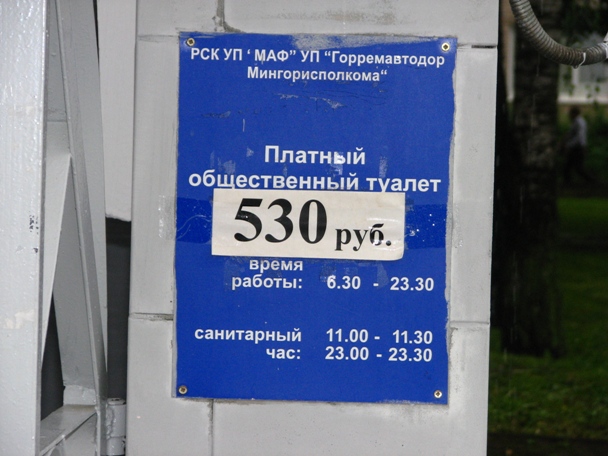 РСК УП ‘ МАФ” УП “Горремавтодор
Мингорисполкома“
Платный
общественный туалет
530 руб.
время
работы: 6.30 - 23.30
санитарный 11.00 - 11.30
час: 23.00 - 23.30